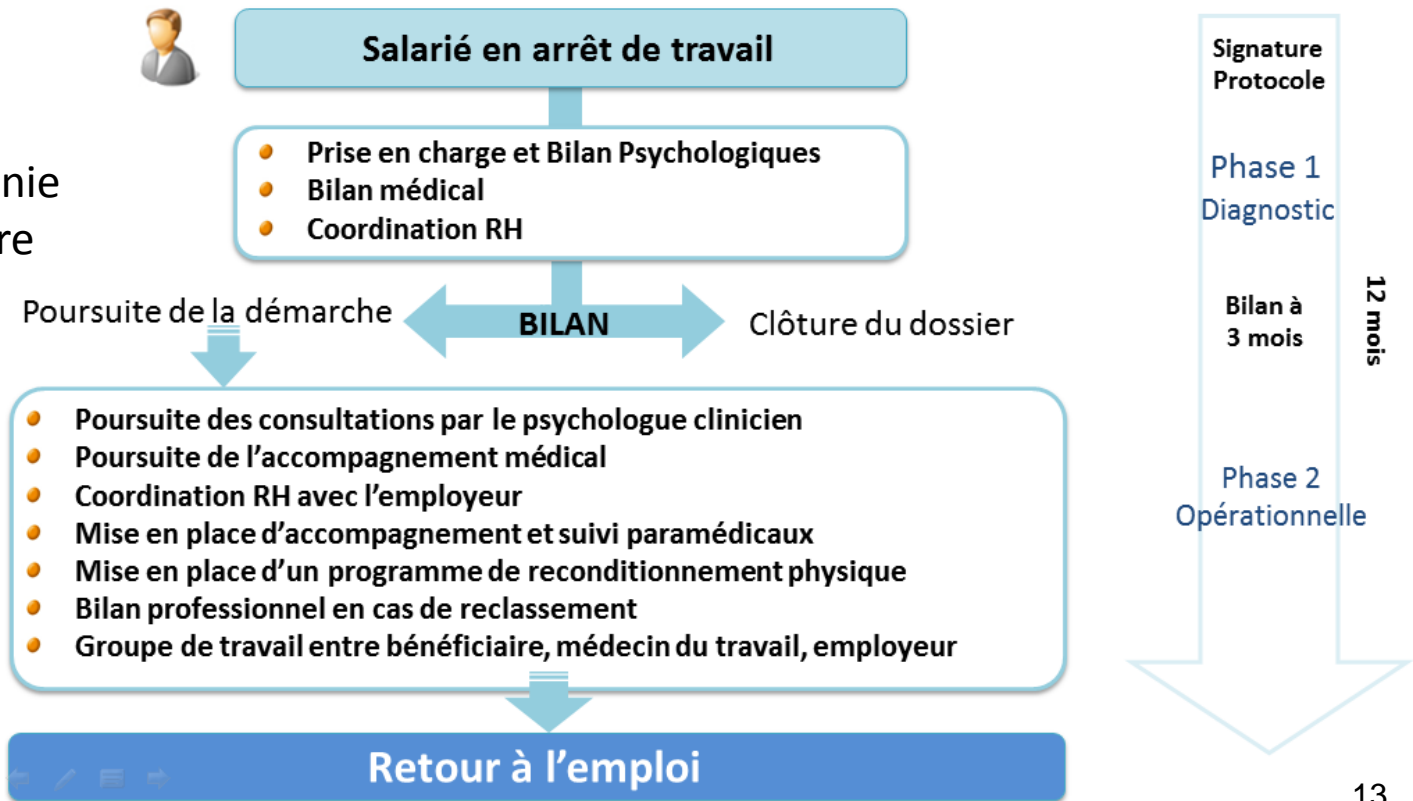 Salarié en arrêt de travail
Prise en charge et Bilan Psychologiques
Bilan médical
Coordination RH
nie
re
Poursuite de la démarche
BILAN
Clôture du dossier
Poursuite des consultations par le psychologue clinicien
Poursuite de l’accompagnement médical
Coordination RH avec l’employeur
Mise en place d’accompagnement et suivi paramédicaux
Mise en place d’un programme de reconditionnement physique
Bilan professionnel en cas de reclassement
Groupe de travail entre bénéficiaire, médecin du travail, employeur
Retour à l’emploi
Signature
Protocole
Phase 1
Diagnostic
Bilan à
3 mois
12 mois
Phase 2
Opérationnelle
13